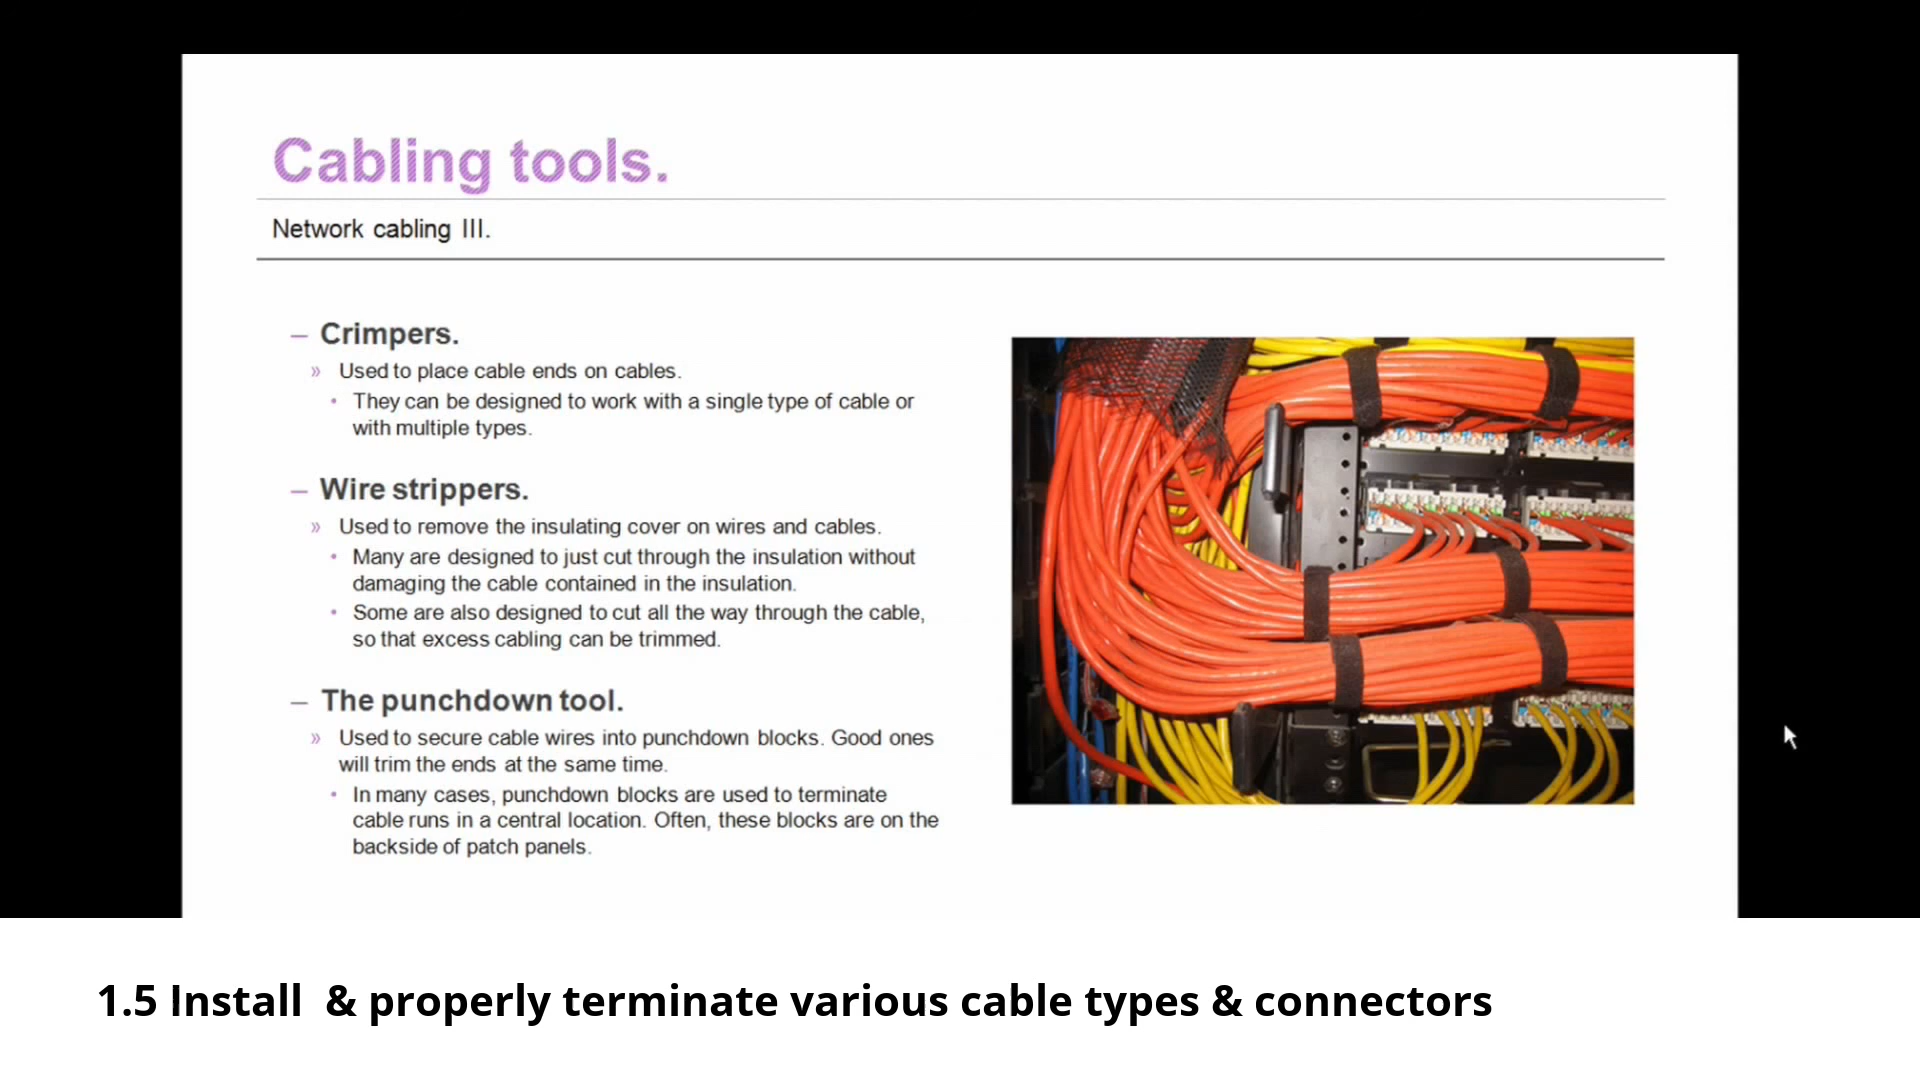 Cabling tools.
Network cabling III.
– Crimpers.
» Used to place cable ends on cables.
• They can be designed to work with a single type of cable or
with multiple types.
– Wire strippers.
» Used to remove the insulating cover on wires and cables.
• Many are designed to just cut through the insulation without
damaging the cable contained in the insulation.
• Some are also designed to cut all the way through the cable,
so that excess cabling can be trimmed.
– The punchdown tool.
» Used to secure cable wires into punchdown blocks. Good ones
will trim the ends at the same time.
• In many cases, punchdown blocks are used to terminate
cable runs in a central location. Often, these blocks are on the
backside of patch panels.
1.5 Install  & properly terminate various cable types & connectors